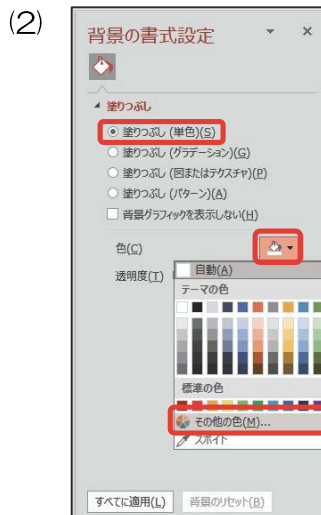 (2)
背景の書式設定
塗りつぶし
塗りつぶし (単色)(S)
塗りつぶし (グラデーション)(G)
塗りつぶし (図またはテクスチャ)(P)
塗りつぶし (パターン)(A)
背景グラフィックを表示しない(H)
色(C)
透明度(T)
自動(A)
テーマの色
標準の色
その他の色(M)...
スポイト
すべてに適用(L) 背景のリセット(B)